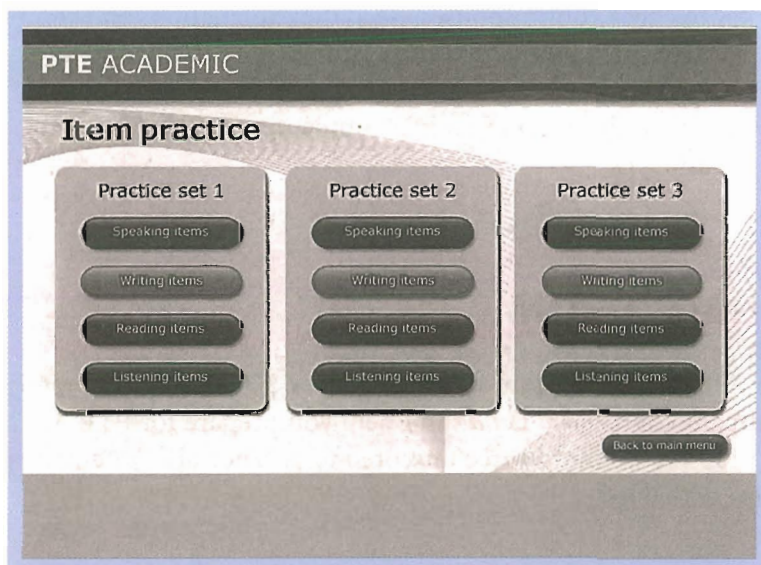 PTE ACADEMIC
Item practice
Practice set 1
Speaking items
Writing items
Reading items
Listening items
Practice set 2
Speaking items
Writing items
Reading items
Listening items
Practice set 3
Speaking items
Writing items
Reading items
Listening items
Back to main menu